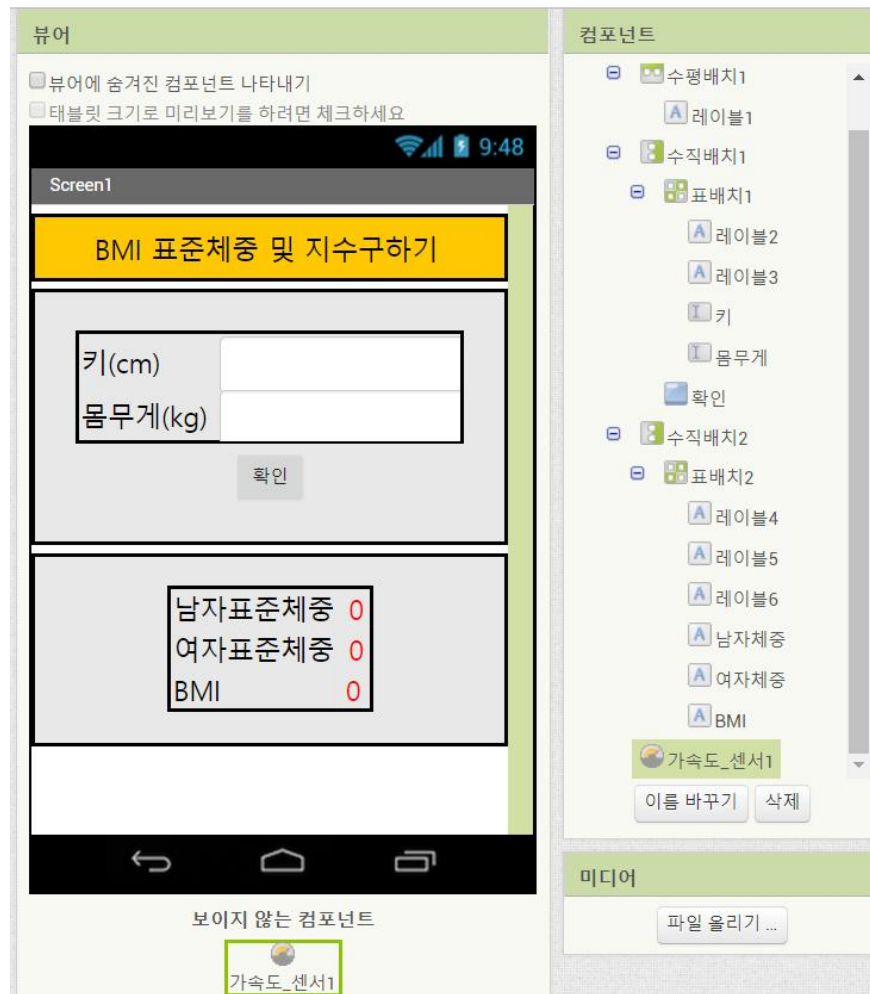 뷰어
뷰어에 숨겨진 컴포넌트 나타내기
태블릿 크기로 미리보기를 하려면 체크하세요
9:48
Screen1
BMI 표준체중 및 지수구하기
키(cm)
몸무게(kg)
확인
남자표준체중 0
여자표준체중 0
BMI 0
보이지 않는 컴포넌트
가속도_센서1
컴포넌트
수평배치1
레이블1
수직배치1
표배치1
레이블2
레이블3
키
몸무게
확인
수직배치2
표배치2
레이블4
레이블5
레이블6
남자체중
여자체중
BMI
가속도_센서1
이름 바꾸기 삭제
미디어
파일 올리기 ...